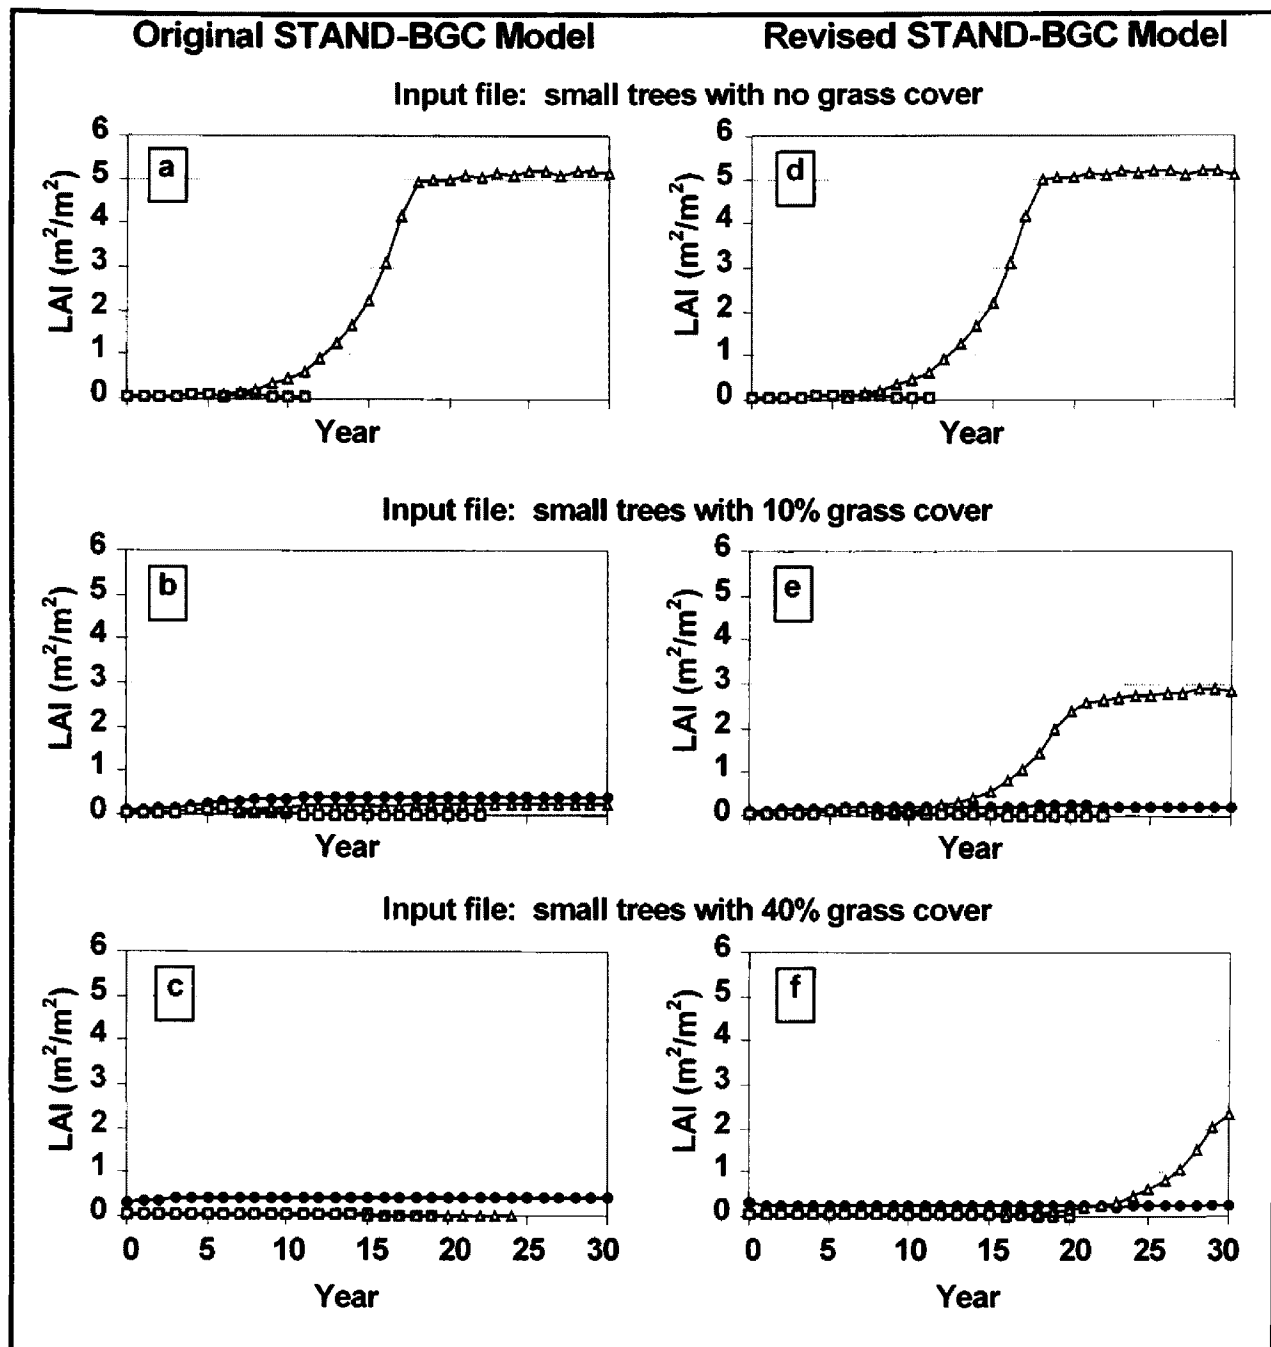 Original STAND-BGC Model Revised STAND-BGC Model
Input file: small trees with no grass cover
6
5
4
3
2
1
0
LAI (m²/m²)
a
Year
6
5
4
3
2
1
0
LAI (m²/m²)
d
Year
Input file: small trees with 10% grass cover
6
5
4
3
2
1
0
LAI (m²/m²)
b
Year
6
5
4
3
2
1
0
LAI (m²/m²)
e
Year
Input file: small trees with 40% grass cover
6
5
4
3
2
1
0
LAI (m²/m²)
c
0 5 10 15 20 25 30
Year
6
5
4
3
2
1
0
LAI (m²/m²)
f
0 5 10 15 20 25 30
Year